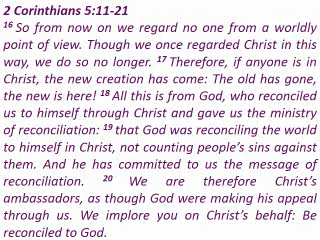 2 Corinthians 5:11-21
16 So from now on we regard no one from a worldly
point of view. Though we once regarded Christ in this
way, we do so no longer. 17 Therefore, if anyone is in
Christ, the new creation has come: The old has gone,
the new is here! 18 All this is from God, who reconciled
us to himself through Christ and gave us the ministry
of reconciliation: 19 that God was reconciling the world
to himself in Christ, not counting people’s sins against
them. And he has committed to us the message of
reconciliation. 20 We are therefore Christ’s
ambassadors, as though God were making his appeal
through us. We implore you on Christ’s behalf: Be
reconciled to God.